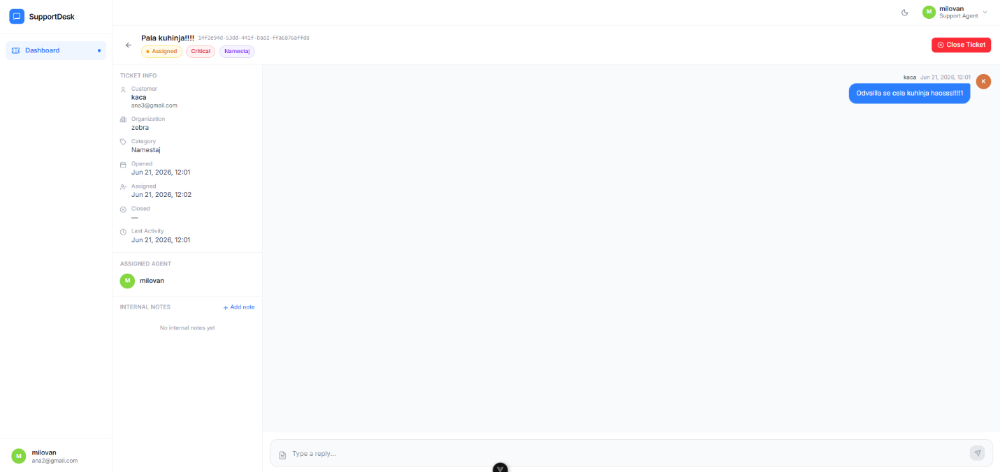 SupportDesk
milovan
M
Support Agent
Dashboard
Pala kuhinja!!!! 14f2e94d-53dd-441f-baa2-ffa6876affd8
Assigned Critical Namestaj
Close Ticket
TICKET INFO
Customer
kaca
ana3@gmail.com
Organization
zebra
Category
Namestaj
Opened
Jun 21, 2026, 12:01
Assigned
Jun 21, 2026, 12:02
Closed
—
Last Activity
Jun 21, 2026, 12:01
ASSIGNED AGENT
M milovan
INTERNAL NOTES + Add note
No internal notes yet
kaca Jun 21, 2026, 12:01
K
Odvalila se cela kuhinja haosss!!!!1
Type a reply...
M
milovan
ana2@gmail.com